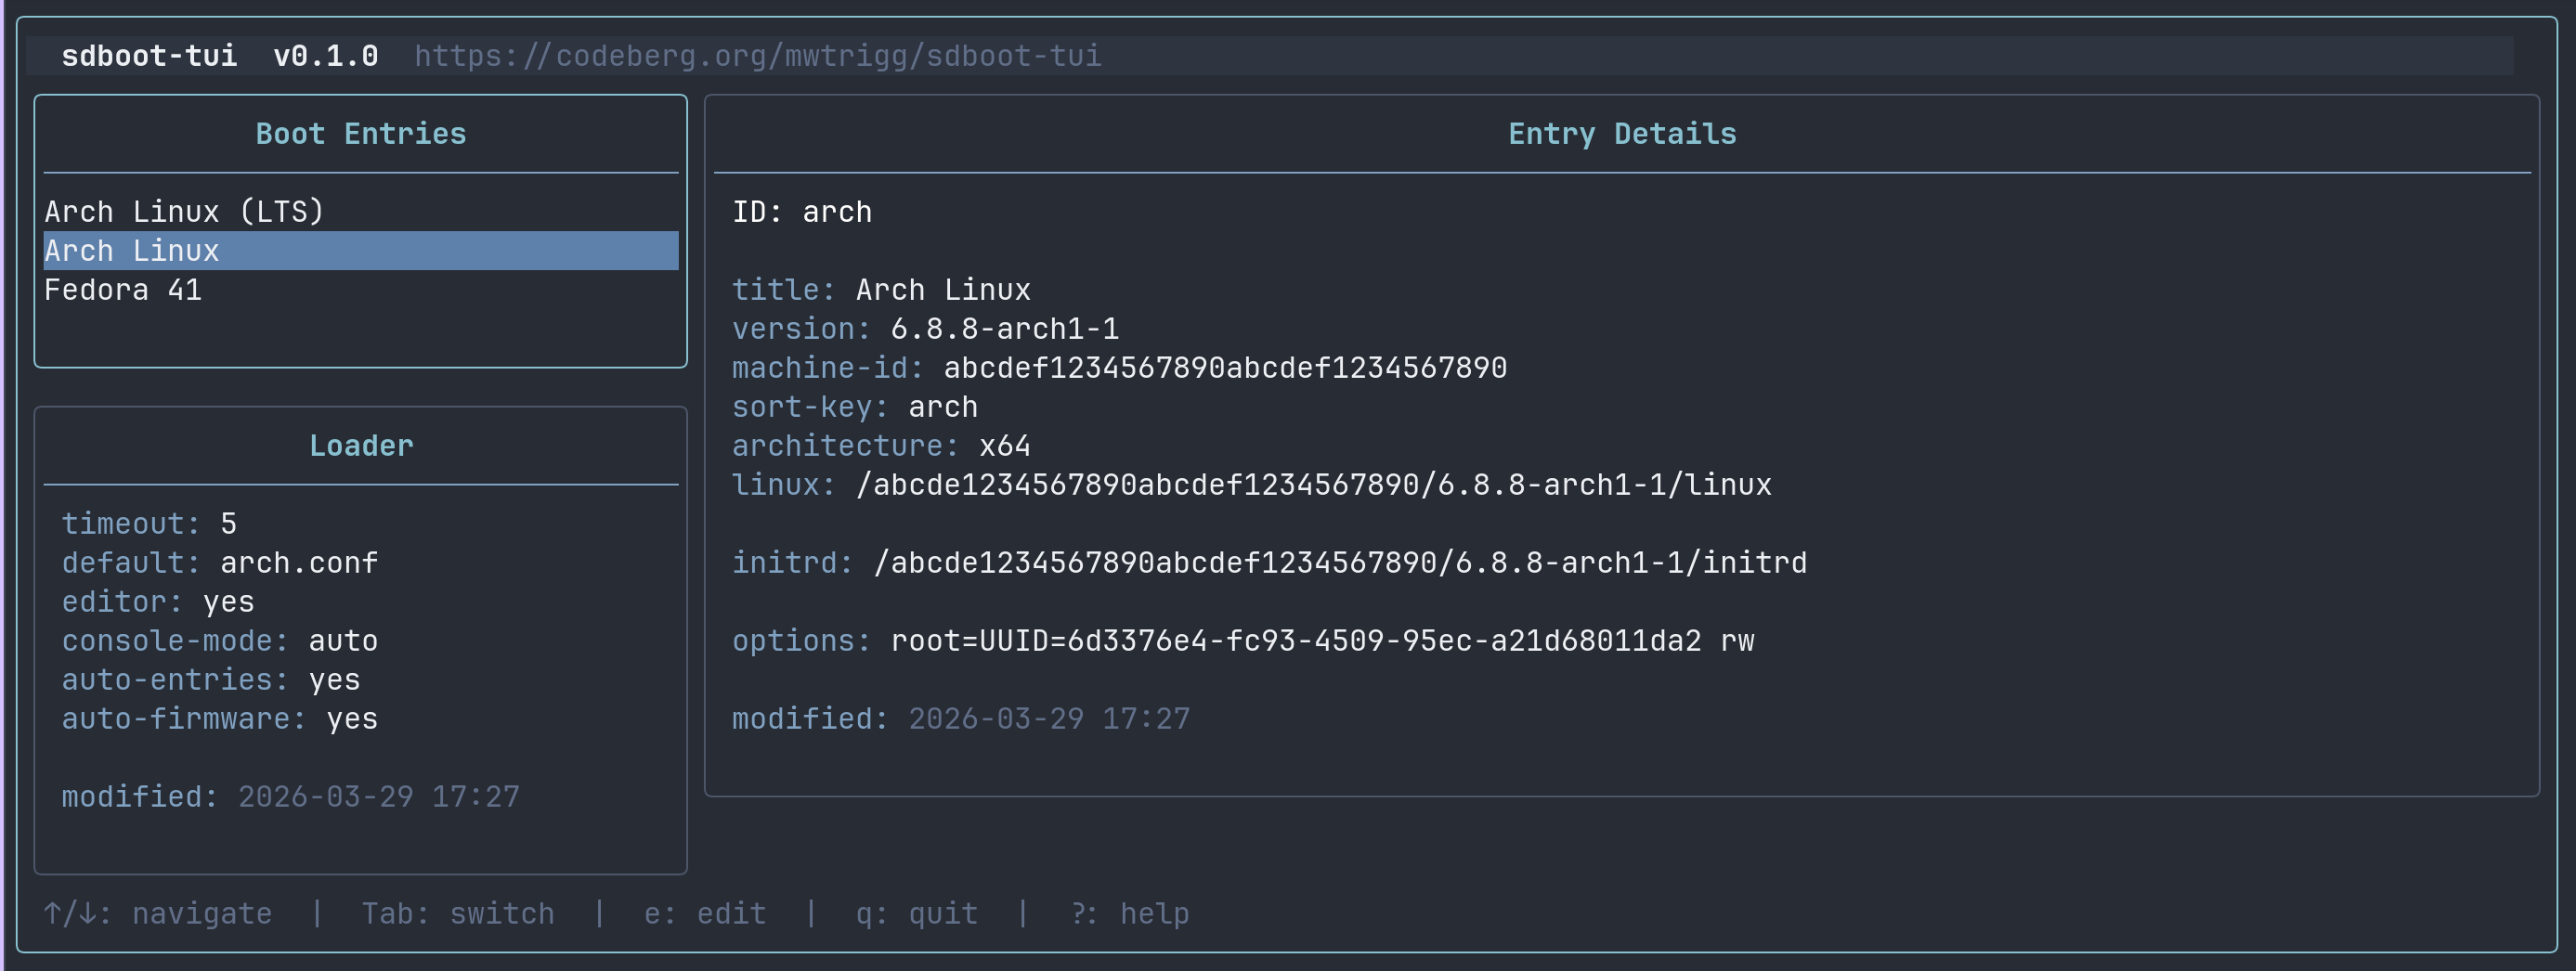 sdboot-tui v0.1.0 https://codeberg.org/mwtrigg/sdboot-tui
Boot Entries
Arch Linux (LTS)
Arch Linux
Fedora 41
Loader
timeout: 5
default: arch.conf
editor: yes
console-mode: auto
auto-entries: yes
auto-firmware: yes
modified: 2026-03-29 17:27
Entry Details
ID: arch
title: Arch Linux
version: 6.8.8-arch1-1
machine-id: abcdef1234567890abcdef1234567890
sort-key: arch
architecture: x64
linux: /abcde1234567890abcdef1234567890/6.8.8-arch1-1/linux
initrd: /abcde1234567890abcdef1234567890/6.8.8-arch1-1/initrd
options: root=UUID=6d3376e4-fc93-4509-95ec-a21d68011da2 rw
modified: 2026-03-29 17:27
↑/↓: navigate | Tab: switch | e: edit | q: quit | ?: help